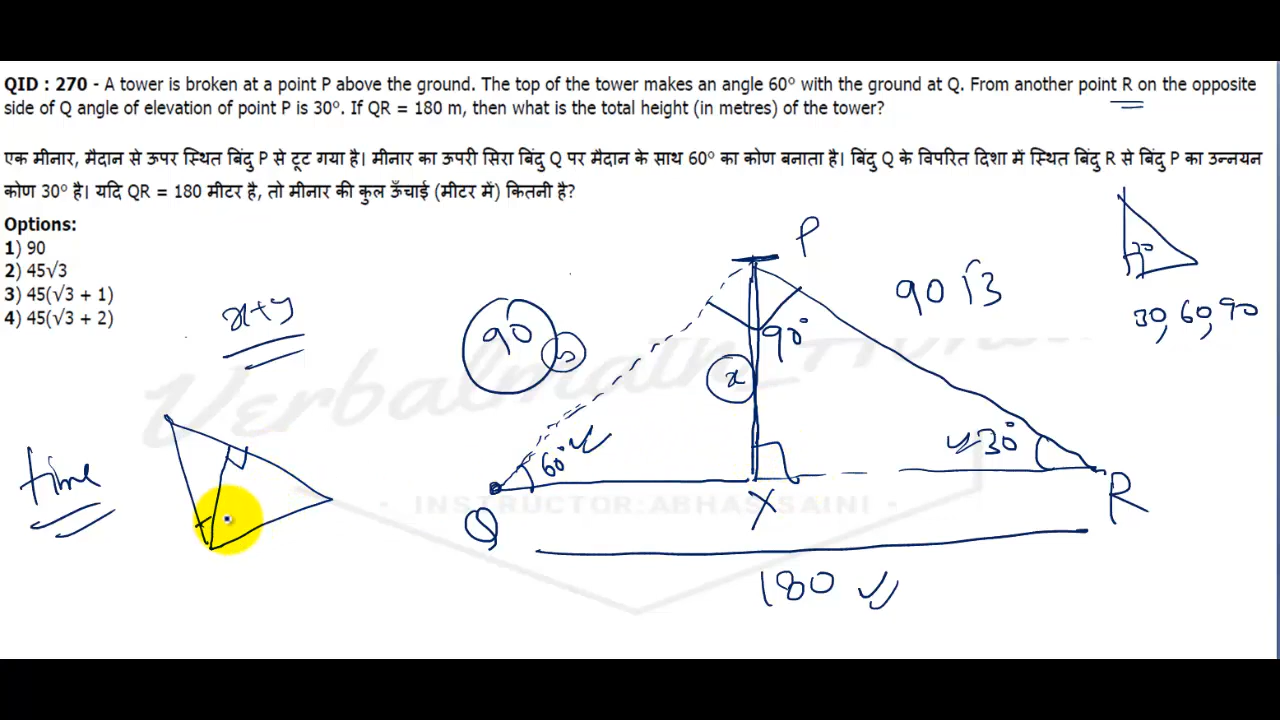 QID : 270 - A tower is broken at a point P above the ground. The top of the tower makes an angle 60° with the ground at Q. From another point R on the opposite
side of Q angle of elevation of point P is 30°. If QR = 180 m, then what is the total height (in metres) of the tower?
एक मीनार, मैदान से ऊपर स्थित बिंदु P से टूट गया है। मीनार का ऊपरी सिरा बिंदु Q पर मैदान के साथ 60° का कोण बनाता है। बिंदु Q के विपरित दिशा में स्थित बिंदु R से बिंदु P का उन्नयन
कोण 30° है। यदि QR = 180 मीटर है, तो मीनार की कुल ऊँचाई (मीटर में) कितनी है?
Options:
1) 90
2) 45√3
3) 45(√3 + 1)
4) 45(√3 + 2)
x+y
90
P
90√3
30, 60, 90
90°
x
time
60°
30°
Q
X
R
180
Verbalmath
INSTRUCTOR: ABHAS SAINI